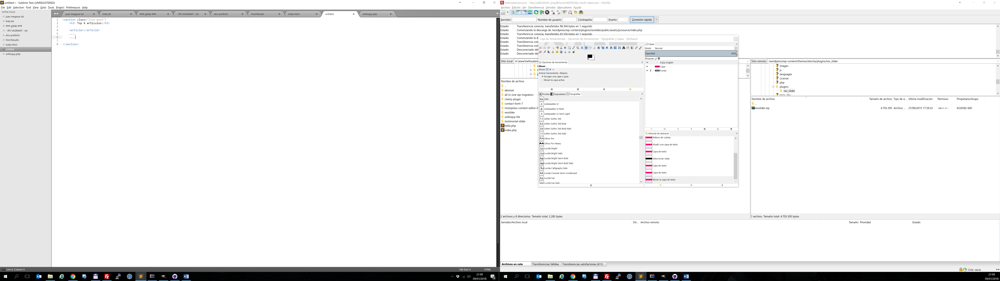 untitled • - Sublime Text (UNREGISTERED)
File Edit Selection Find View Goto Tools Project Preferences Help
OPEN FILES
juan megasur.txt
links.txt
### gitlab ###
- IPS VAGRANT -.txt
dns-prefetch
Find Results
index.html
untitled
soliloquy.php
juan megasur.txt links.txt ### gitlab ### - IPS VAGRANT -.txt dns-prefetch Find Results index.html untitled soliloquy.php
1 <section class="list-post">
2 <h3> Top 6 artículos</h3>
3
4 <article></article>
5 ....
6 ....
7
8 </section>
Line 6, Column 9
Tab Size: 4 HTML
21:09
09/01/2018
Hellosalamanca.es - sftp://u80320241-jimp@home568782264.1and1-data.host - FileZilla
Archivo Edición Ver Transferencia Servidor Marcadores Ayuda
Servidor: Nombre de usuario: Contraseña: Puerto: Conexión rápida
Estado: Transferencia correcta, transferidos 98.304 bytes en 1 segundo
Estado: Comenzando la descarga de /wordpress/wp-content/plugins/revslider/public/assets/js/source/index.php
Estado: Transferencia correcta, transferidos 65.536 bytes en 1 segundo
Estado: Comenzando la d
Estado: Transferencia corr
Estado: Transferencia corr
Estado: Desconectado del
Estado: Desconectado del
Sitio local: H:\www\hellosalam
Nombre de archivo
..
akismet
all-in-one-wp-migration
cherry-plugin
contact-form-7
motopress-content-editor-li
revslider
soliloquy-lite
testimonial-slider
hello.php
index.php
2 archivos y 8 directorios. Tamaño total: 2.283 bytes
Caja de herramientas - Opciones de herramienta - Tipografías | Capas - Deshacer
Opciones de herramienta
Mover
Mover:
Activar herramienta (Mayús)
Escoger una capa o guía
Mover la capa activa
Pinceles Degradados Tipografías
Lato
Leelawadee UI
Leelawadee UI Bold
Leelawadee UI Semi-Light
Letter Gothic Std
Letter Gothic Std Bold
Letter Gothic Std Bold Italic
Letter Gothic Std Italic
Lithos Pro
Lithos Pro Heavy
Lucida Bright
Lucida Bright Italic
Lucida Bright Semi-Bold
Lucida Bright Semi-Bold Italic
Lucida Calligraphy Italic
Lucida Console Semi-Condensed
Lucida Fax
Lucida Fax Italic
Capas
Modo: Normal
Opacidad 100,0
Bloquear:
Enjoy English
Capa
Fondo
Historial de deshacer
Relleno de cubeta
Añadir una capa de texto
Capa de texto
Seleccionar nada
Capa de texto
Capa de texto
Mover la capa de texto
Sitio remoto: /wordpress/wp-content/themes/electra/plugins/rev_slider
images
js
languages
License
php
plugins
rev_slider
tesla_dev
Nombre de archivo Tamaño de archivo Tipo de a... Última modificación Permisos Propietario/Grupo
..
revslider.zip 4.703.395 Archivo ... 27/08/2015 17:29:23 -rw-r--r-- 6526582 600
1 archivo. Tamaño total: 4.703.395 bytes
Servidor/Archivo local Dir... Archivo remoto Tamaño Prioridad Estado
Archivos en cola Transferencias fallidas Transferencias satisfactorias (611)
Cola: vacía
21:09
09/01/2018